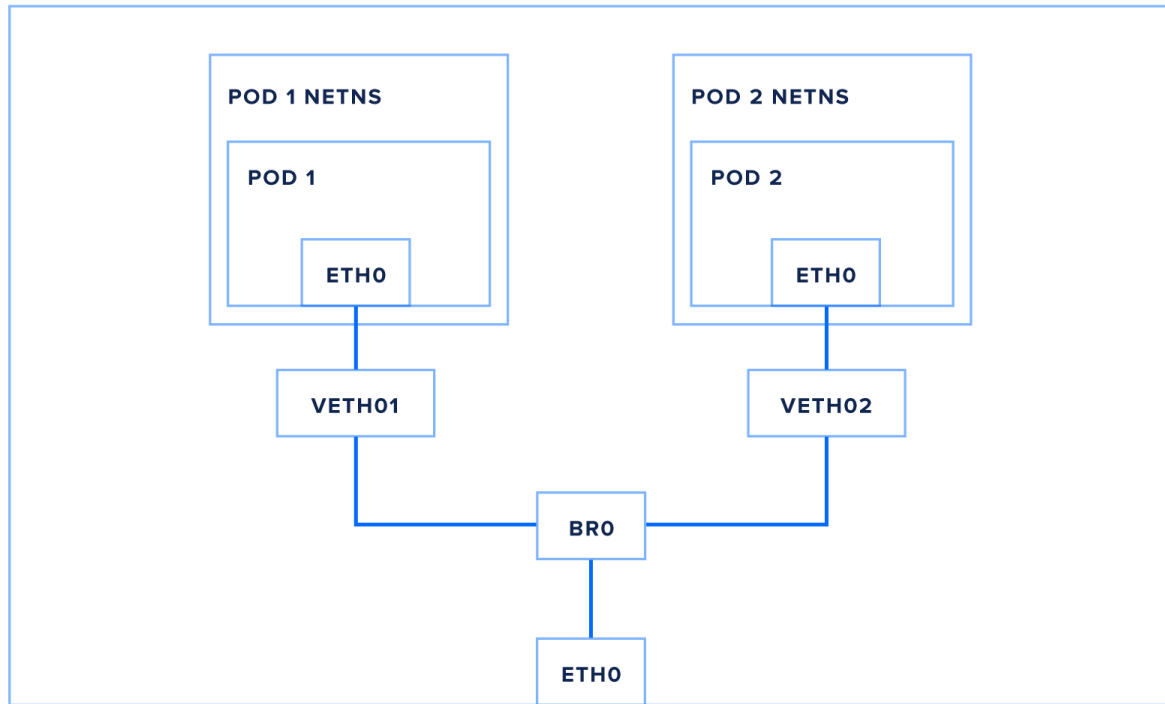 POD 1 NETNS
POD 2 NETNS
POD 1
POD 2
ETH0
ETH0
VETH01
VETH02
BR0
ETH0